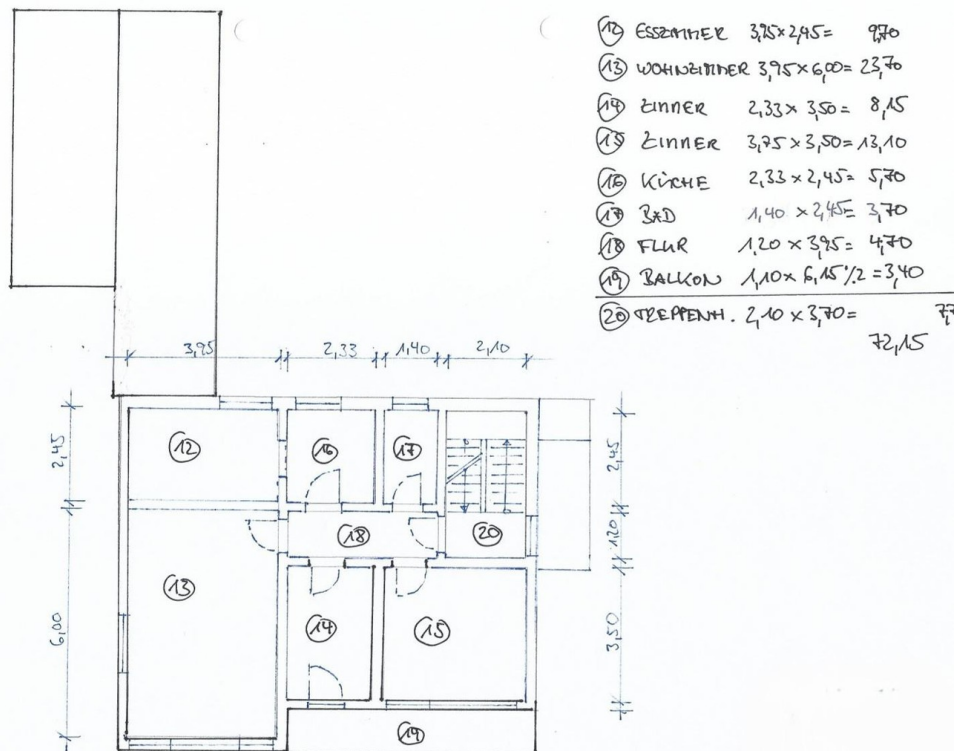 12 ESSZIMMER 3,95 x 2,45 = 9,70
13 WOHNZIMMER 3,95 x 6,00 = 23,70
14 ZIMMER 2,33 x 3,50 = 8,15
15 ZIMMER 3,75 x 3,50 = 13,10
16 KÜCHE 2,33 x 2,45 = 5,70
17 BAD 1,40 x 2,45 = 3,70
18 FLUR 1,20 x 3,95 = 4,70
19 BALKON 1,10 x 6,15 %2 = 3,40
20 TREPPENH. 2,10 x 3,70 = 7,7
72,15
3,95 2,33 1,40 2,10
2,45 12 16 17 2,45
18 20 1,20
6,00 13 14 15 3,50
19